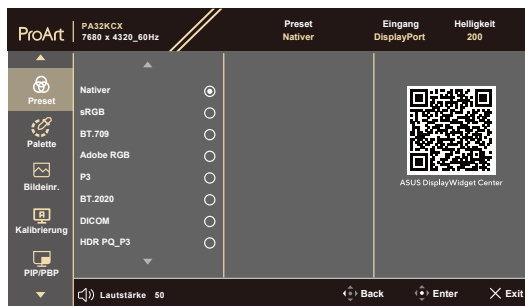 ProArt
PA32KCX
7680 x 4320_60Hz
Preset
Nativer
Eingang
DisplayPort
Helligkeit
200
Preset
Palette
Bildeinr.
Kalibrierung
PIP/PBP
Nativer
sRGB
BT.709
Adobe RGB
P3
BT.2020
DICOM
HDR PQ_P3
ASUS DisplayWidget Center
Lautstärke 50
Back
Enter
Exit